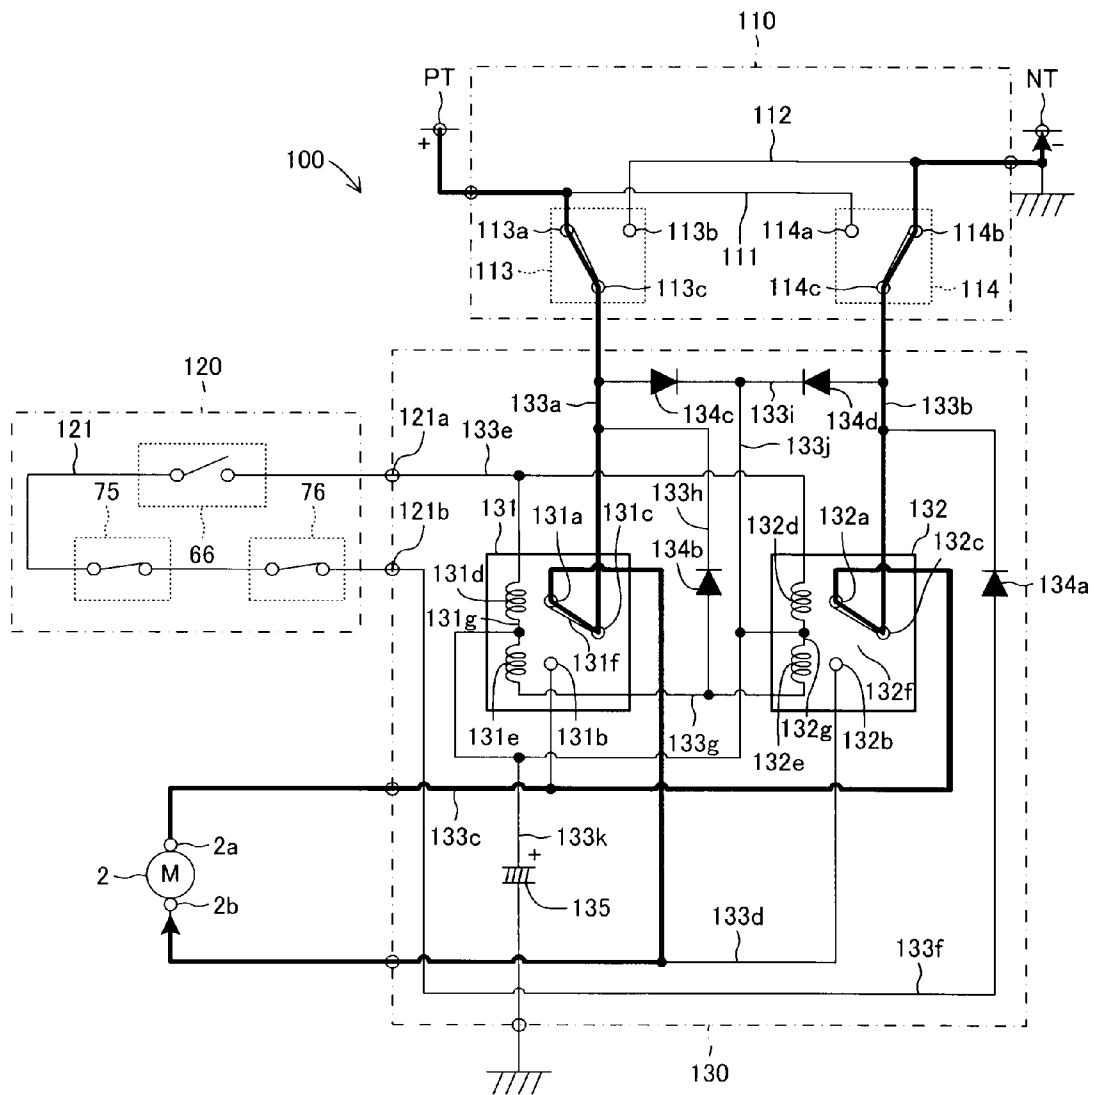 110
PT
NT
+
−
112
100
113a
113b
114a
114b
111
113
113c
114c
114
120
133a
134c
133i
134d
133b
121
121a
133e
133j
75
76
66
121b
131
131a
131c
133h
132d
132a
132
132c
131d
134b
134a
131g
131f
132f
131e
131b
133g
132g
132b
132e
133c
133k
2a
2
M
+
2b
135
133d
133f
130